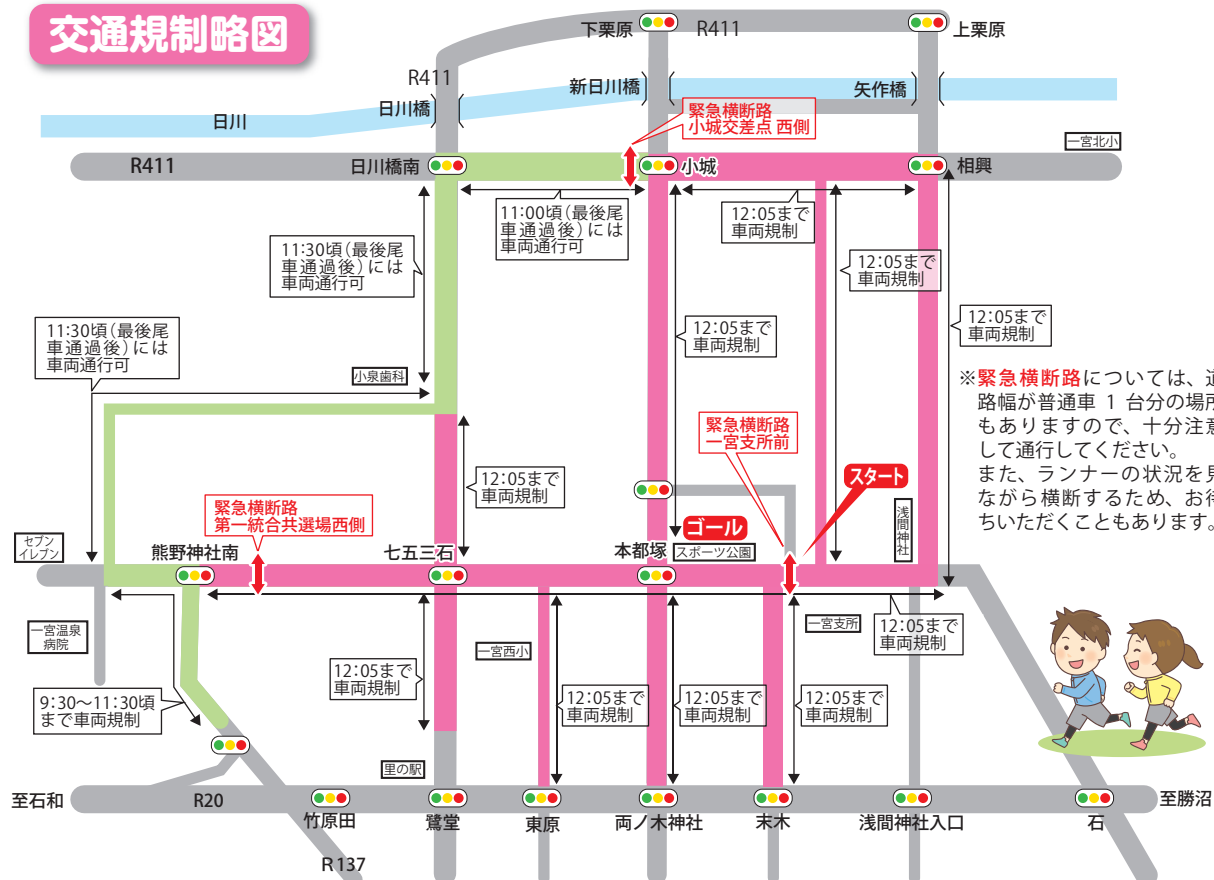 交通規制略図
下栗原
R411
上栗原
R411
日川橋
新日川橋
矢作橋
日川
緊急横断路
小城交差点 西側
一宮北小
R411
日川橋南
小城
相興
11:00頃(最後尾
車通過後)には
車両通行可
12:05まで
車両規制
11:30頃(最後尾
車通過後)には
車両通行可
12:05まで
車両規制
12:05まで
車両規制
12:05まで
車両規制
11:30頃(最後尾
車通過後)には
車両通行可
小泉歯科
※緊急横断路については、道
路幅が普通車 1 台分の場所
もありますので、十分注意
して通行してください。
また、ランナーの状況を見
ながら横断するため、お待
ちいただくこともあります。
緊急横断路
一宮支所前
12:05まで
車両規制
スタート
緊急横断路
第一統合共選場西側
浅間神社
ゴール
セブン
イレブン
熊野神社南
七五三石
本都塚
スポーツ公園
一宮温泉
病院
一宮西小
一宮支所
12:05まで
車両規制
12:05まで
車両規制
9:30〜11:30頃
まで車両規制
12:05まで
車両規制
12:05まで
車両規制
12:05まで
車両規制
里の駅
至石和
R20
至勝沼
竹原田
鷺堂
東原
両ノ木神社
末木
浅間神社入口
石
R137